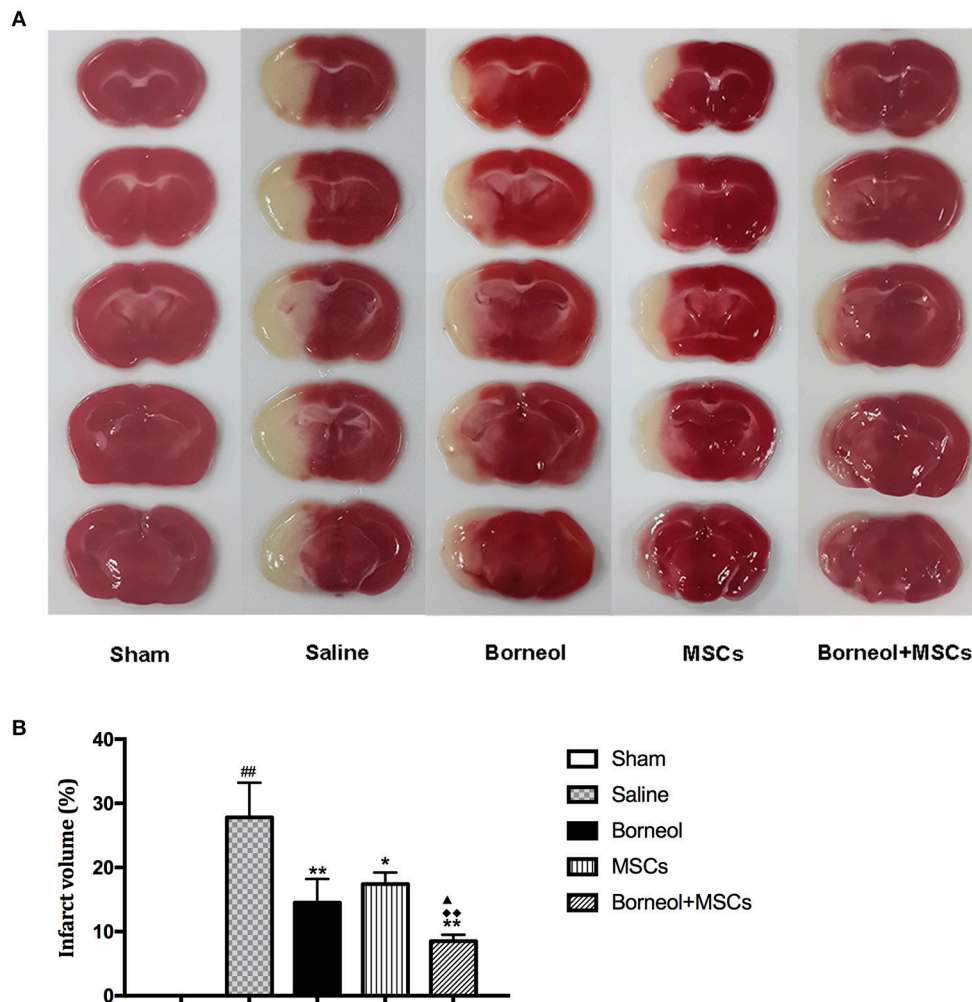 A
Sham Saline Borneol MSCs Borneol+MSCs
B
Infarct volume (%)
40
30
20
10
0
##
**
*
▲
◆◆
**
Sham
Saline
Borneol
MSCs
Borneol+MSCs